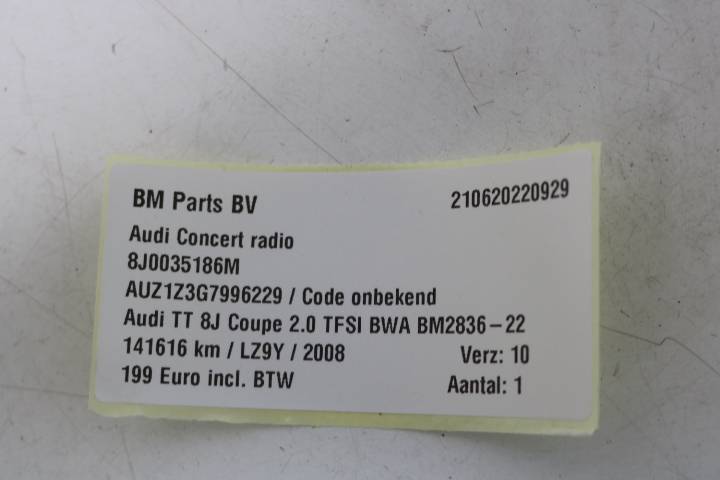 BM Parts BV 210620220929
Audi Concert radio
8J0035186M
AUZ1Z3G7996229 / Code onbekend
Audi TT 8J Coupe 2.0 TFSI BWA BM2836-22
141616 km / LZ9Y / 2008 Verz: 10
199 Euro incl. BTW Aantal: 1